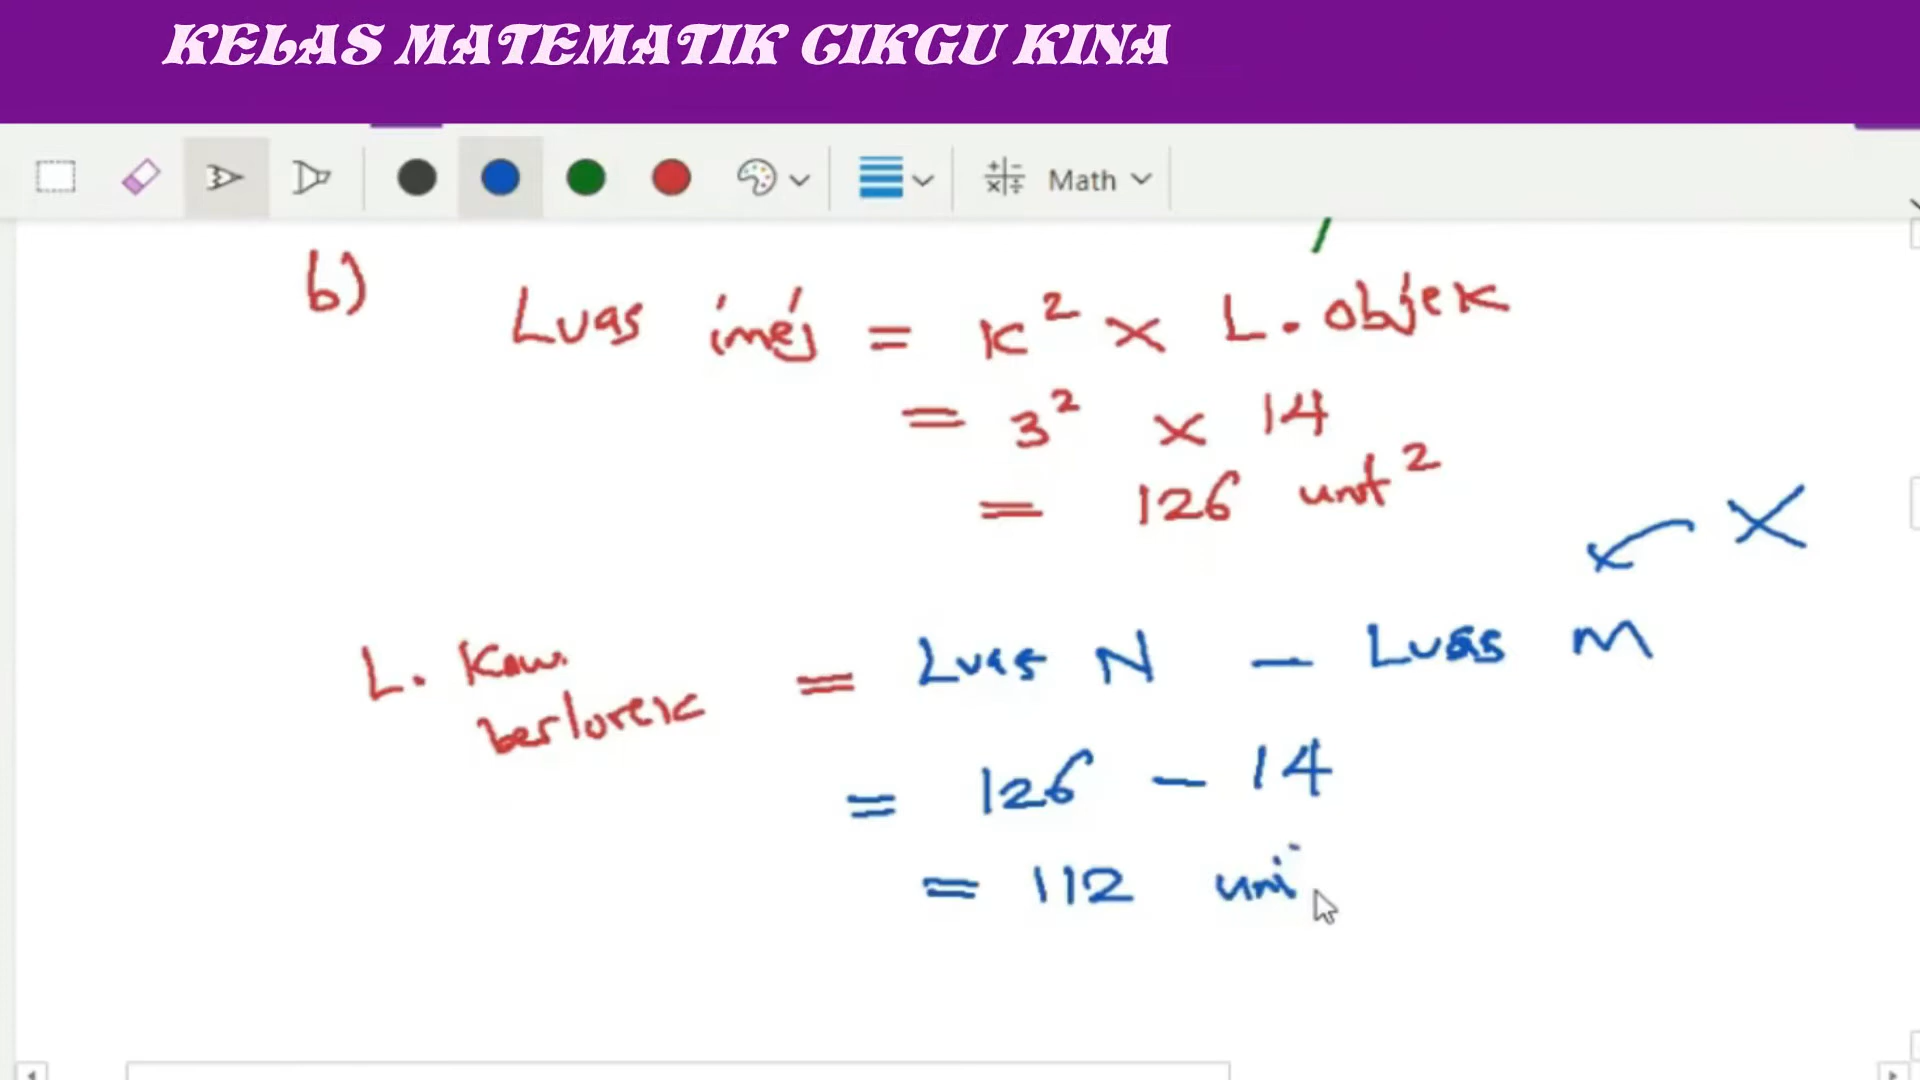 KELAS MATEMATIK CIKGU KINA
Math
b)
Luas imej = k² × L. objek
= 3² × 14
= 126 unit²
X
L. Kaw. berlorek = Luas N − Luas M
= 126 − 14
= 112 uni